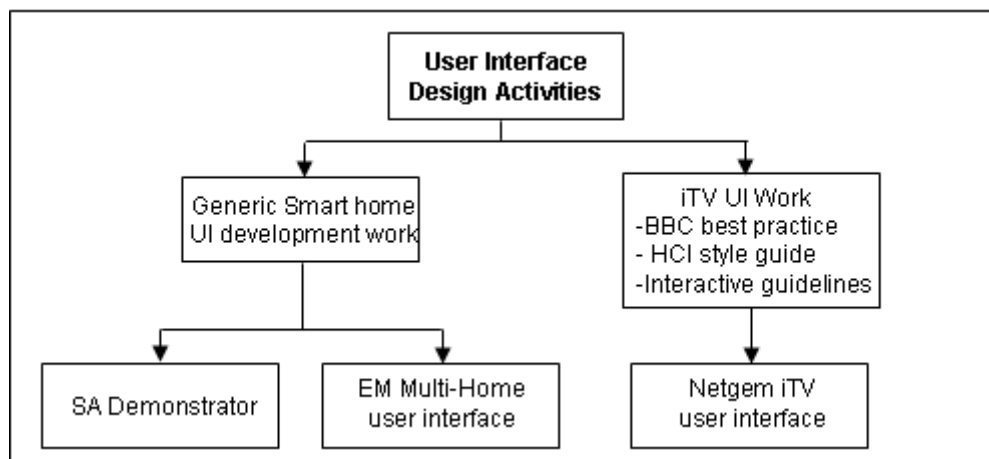 User Interface
Design Activities
Generic Smart home
UI development work
iTV UI Work
-BBC best practice
- HCI style guide
-Interactive guidelines
SA Demonstrator
EM Multi-Home
user interface
Netgem iTV
user interface